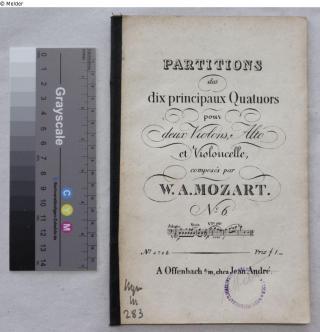 © Melder
PARTITIONS
des
dix principaux Quatuors
pour
deux Violons, Alto
et Violoncelle,
composés par
W. A. MOZART.
No. 6
Adagio
Prix f 1
A Offenbach s/m, chez Jean André.
283
Grayscale
C
Y
M
0
1
2
3
4
5
6
7
8
9
10
11
12
13
14